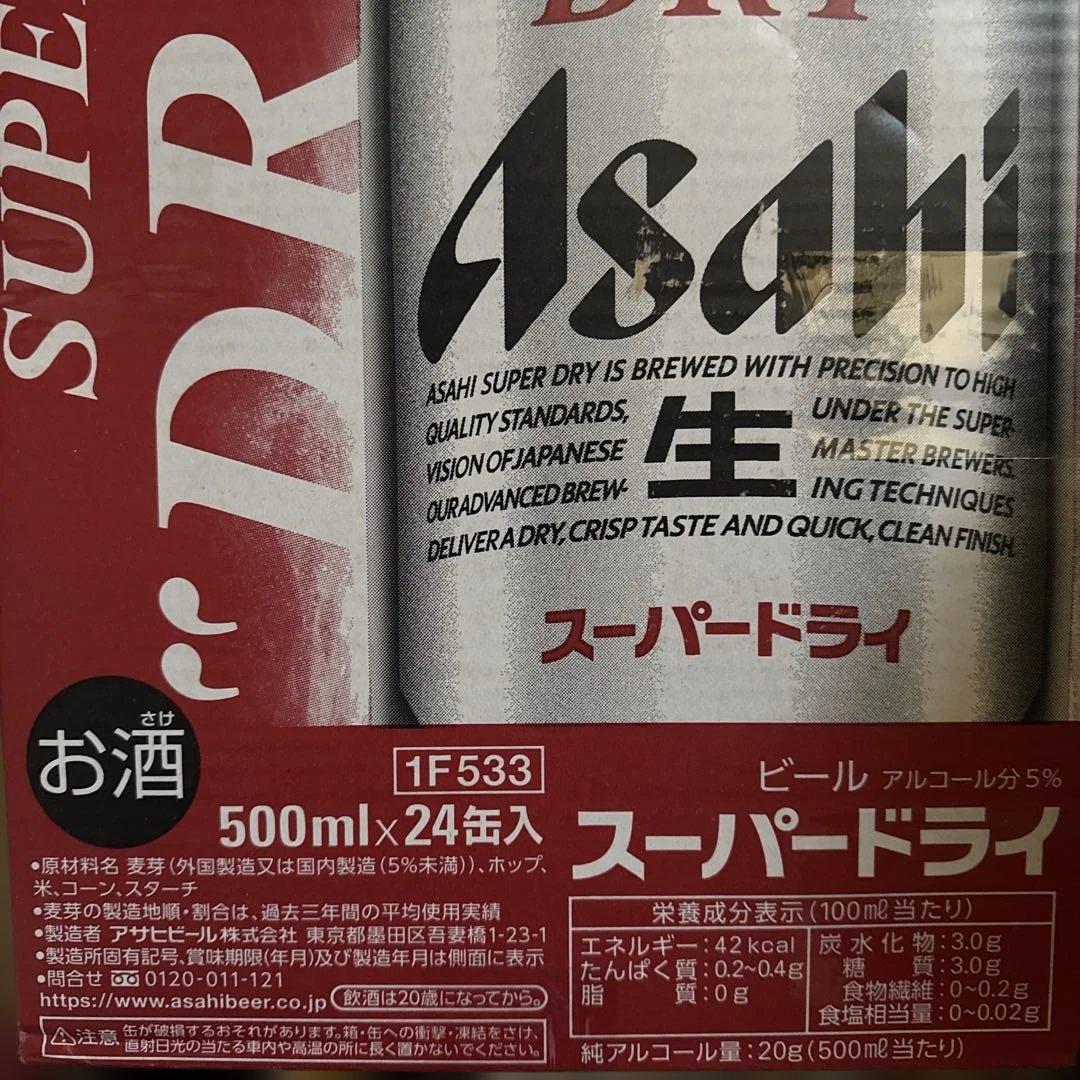 SUPER
"DR
DRY
Asahi
ASAHI SUPER DRY IS BREWED WITH PRECISION TO HIGH
QUALITY STANDARDS, UNDER THE SUPER-
VISION OF JAPANESE MASTER BREWERS.
OUR ADVANCED BREW- ING TECHNIQUES
生
DELIVER A DRY, CRISP TASTE AND QUICK, CLEAN FINISH.
スーパードライ
さけ
お酒
1F533
500ml×24缶入
ビール アルコール分5%
スーパードライ
•原材料名 麦芽(外国製造又は国内製造(5%未満))、ホップ、
米、コーン、スターチ
•麦芽の製造地順・割合は、過去三年間の平均使用実績
•製造者 アサヒビール株式会社 東京都墨田区吾妻橋1-23-1
•製造所固有記号、賞味期限(年月)及び製造年月は側面に表示
•問合せ 0120-011-121
https://www.asahibeer.co.jp 飲酒は20歳になってから。
⚠注意 缶が破損するおそれがあります。箱・缶への衝撃・凍結をさけ、
直射日光の当たる車内や高温の所に長く置かないでください。
栄養成分表示(100ml当たり)
エネルギー:42kcal
たんぱく質:0.2~0.4g
脂質:0g
炭水化物:3.0g
糖質:3.0g
食物繊維:0~0.2g
食塩相当量:0~0.02g
純アルコール量:20g(500ml当たり)